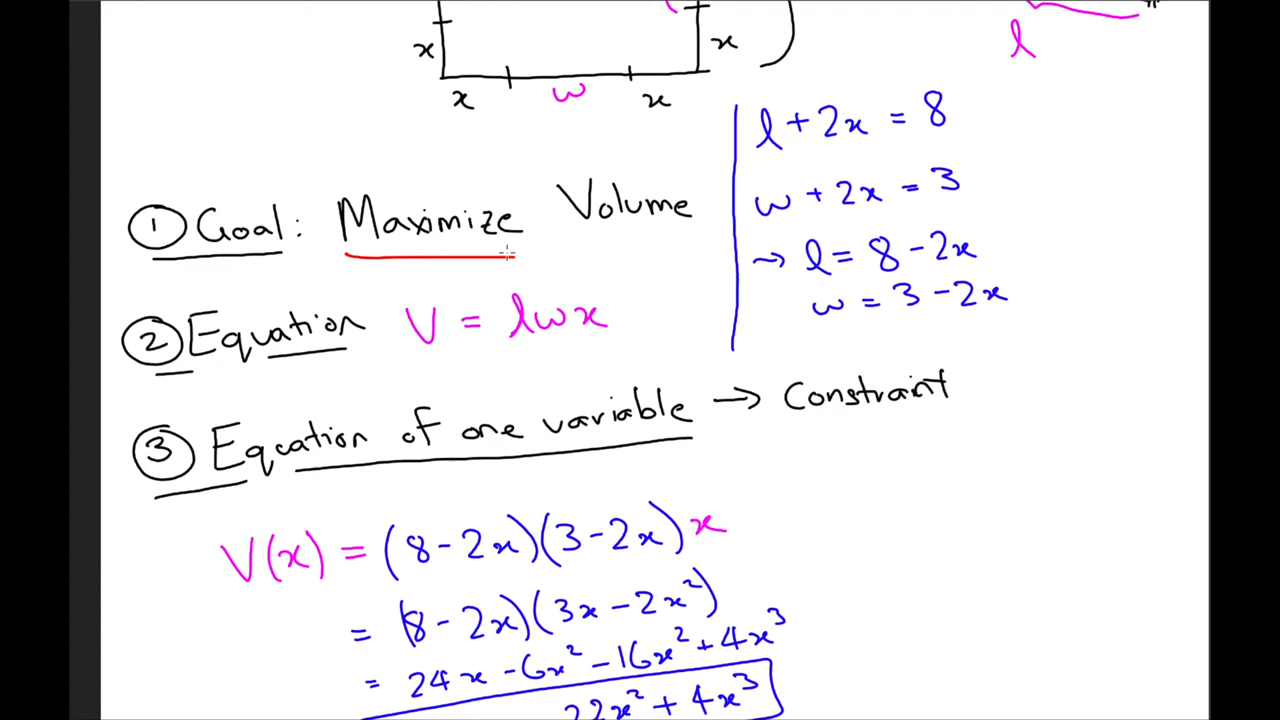 x x
x w x
l
l + 2x = 8
w + 2x = 3
→ l = 8 - 2x
w = 3 - 2x
① Goal: Maximize Volume
② Equation V = lwx
③ Equation of one variable → Constraint
V(x) = (8 - 2x)(3 - 2x)x
= (8 - 2x)(3x - 2x²)
= 24x - 6x² - 16x² + 4x³
22x² + 4x³